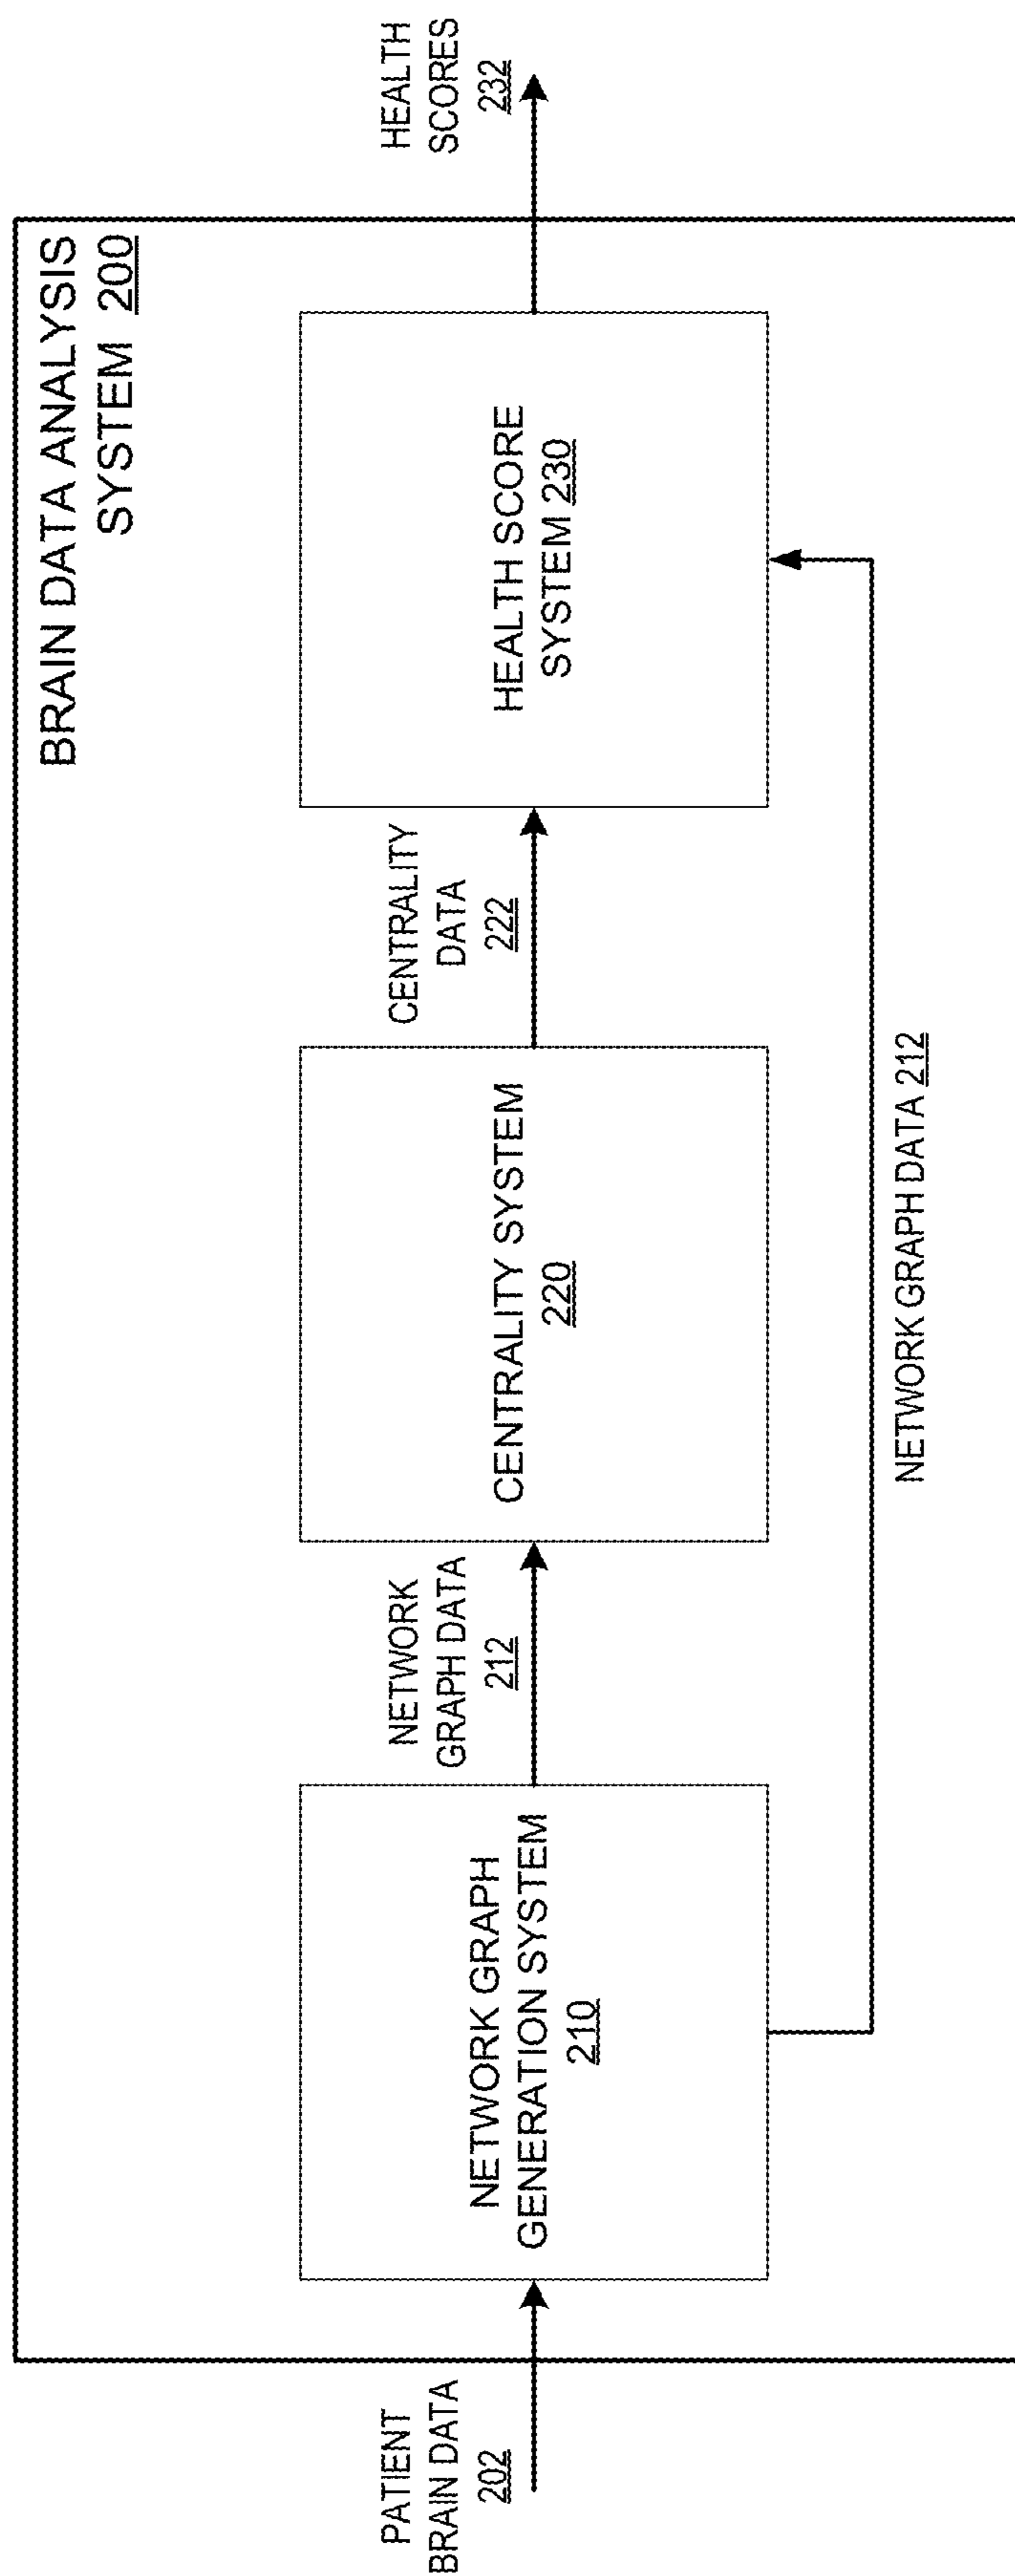 BRAIN DATA ANALYSIS
SYSTEM 200
PATIENT
BRAIN DATA
202
NETWORK GRAPH
GENERATION SYSTEM
210
NETWORK
GRAPH DATA
212
CENTRALITY SYSTEM
220
CENTRALITY
DATA
222
HEALTH SCORE
SYSTEM 230
HEALTH
SCORES
232
NETWORK GRAPH DATA 212